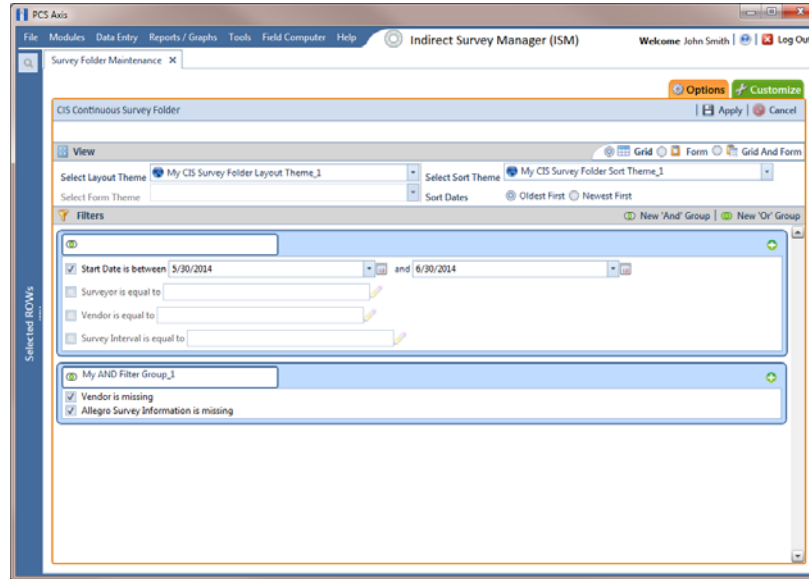 PCS Axis
File Modules Data Entry Reports / Graphs Tools Field Computer Help Indirect Survey Manager (ISM) Welcome John Smith | Log Out
Survey Folder Maintenance X
Options Customize
CIS Continuous Survey Folder | Apply | Cancel
View Grid Form Grid And Form
Select Layout Theme My CIS Survey Folder Layout Theme_1 Select Sort Theme My CIS Survey Folder Sort Theme_1
Select Form Theme Sort Dates Oldest First Newest First
Filters New 'And' Group | New 'Or' Group
Start Date is between 5/30/2014 and 6/30/2014
Surveyor is equal to
Vendor is equal to
Survey Interval is equal to
My AND Filter Group_1
Vendor is missing
Allegro Survey Information is missing
Selected ROWs